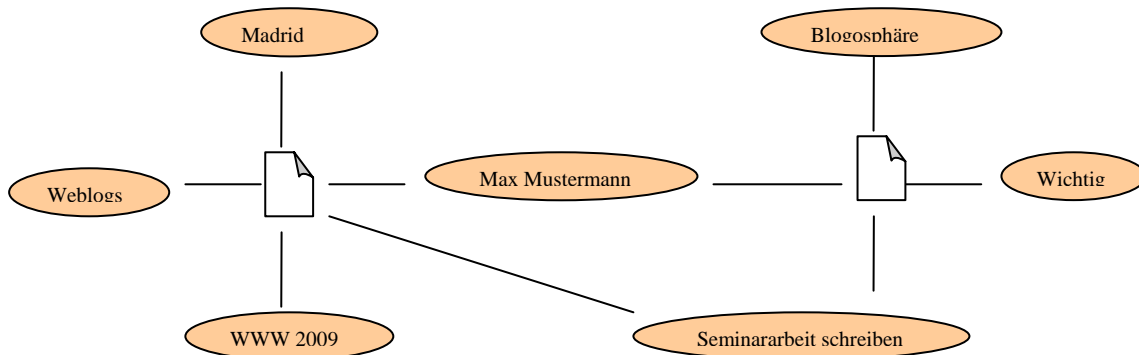 Madrid
Blogosphäre
Weblogs
Max Mustermann
Wichtig
WWW 2009
Seminararbeit schreiben